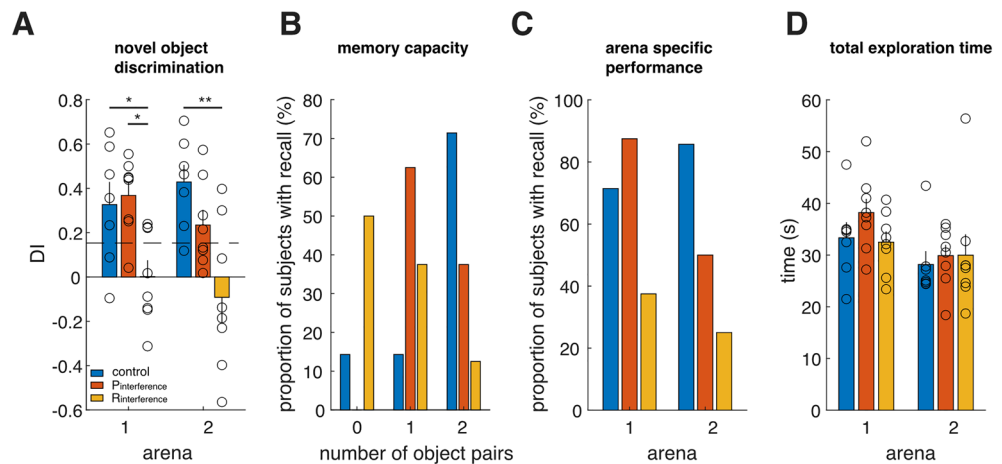 A
novel object
discrimination
DI
0.8
0.6
0.4
0.2
0
-0.2
-0.4
-0.6
*
*
**
control
Pinterference
Rinterference
1
2
arena
B
memory capacity
proportion of subjects with recall (%)
80
70
60
50
40
30
20
10
0
0
1
2
number of object pairs
C
arena specific
performance
proportion of subjects with recall (%)
100
80
60
40
20
0
1
2
arena
D
total exploration time
time (s)
60
50
40
30
20
10
0
1
2
arena